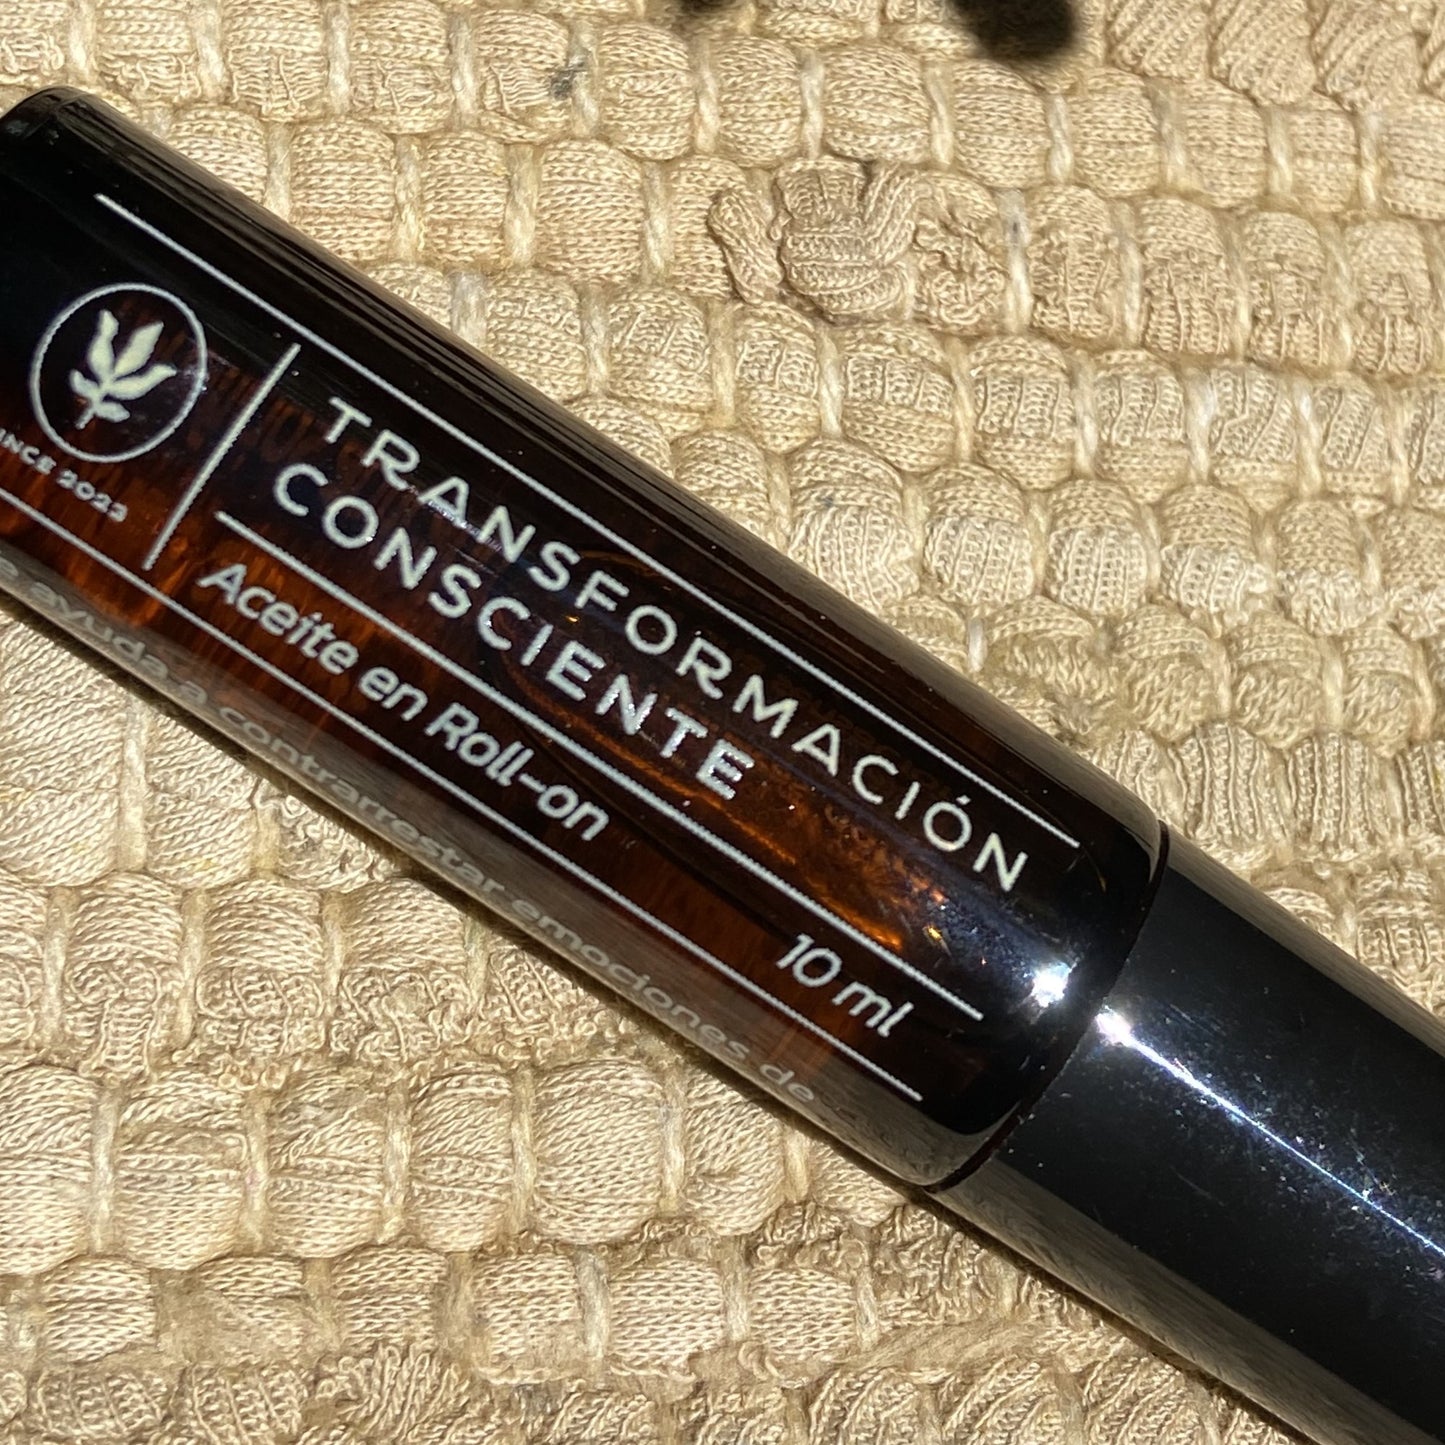 SINCE 2023
TRANSFORMACIÓN
CONSCIENTE
Aceite en Roll-on
10 ml
ayuda a contrarrestar emociones de